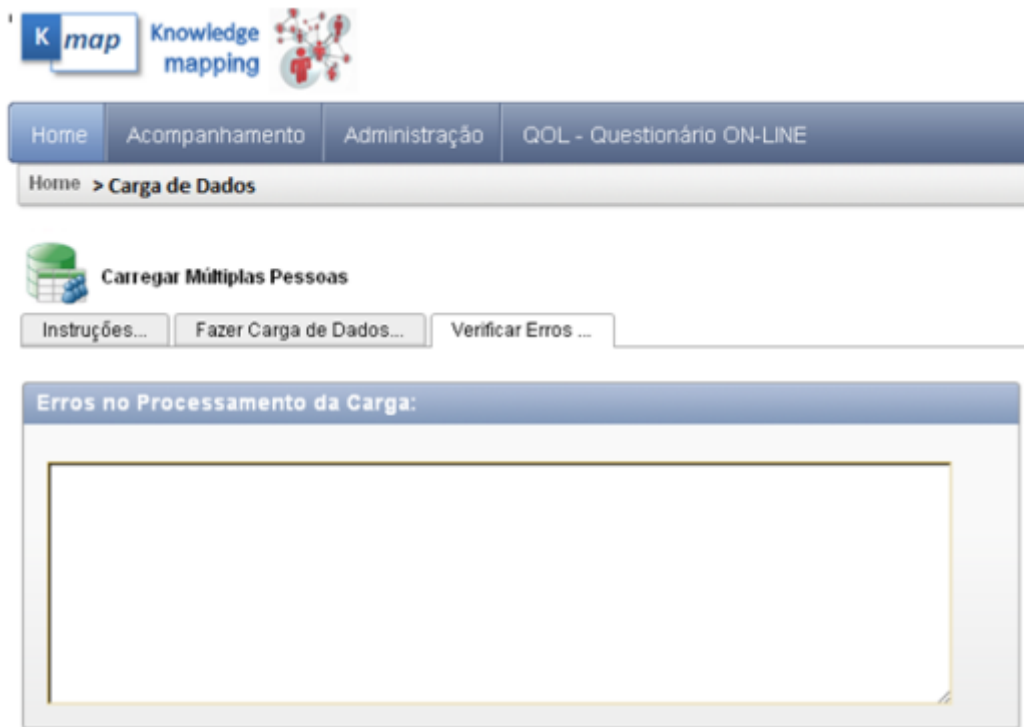 K map Knowledge mapping
Home Acompanhamento Administração QOL - Questionário ON-LINE
Home > Carga de Dados
Carregar Múltiplas Pessoas
Instruções... Fazer Carga de Dados... Verificar Erros ...
Erros no Processamento da Carga: